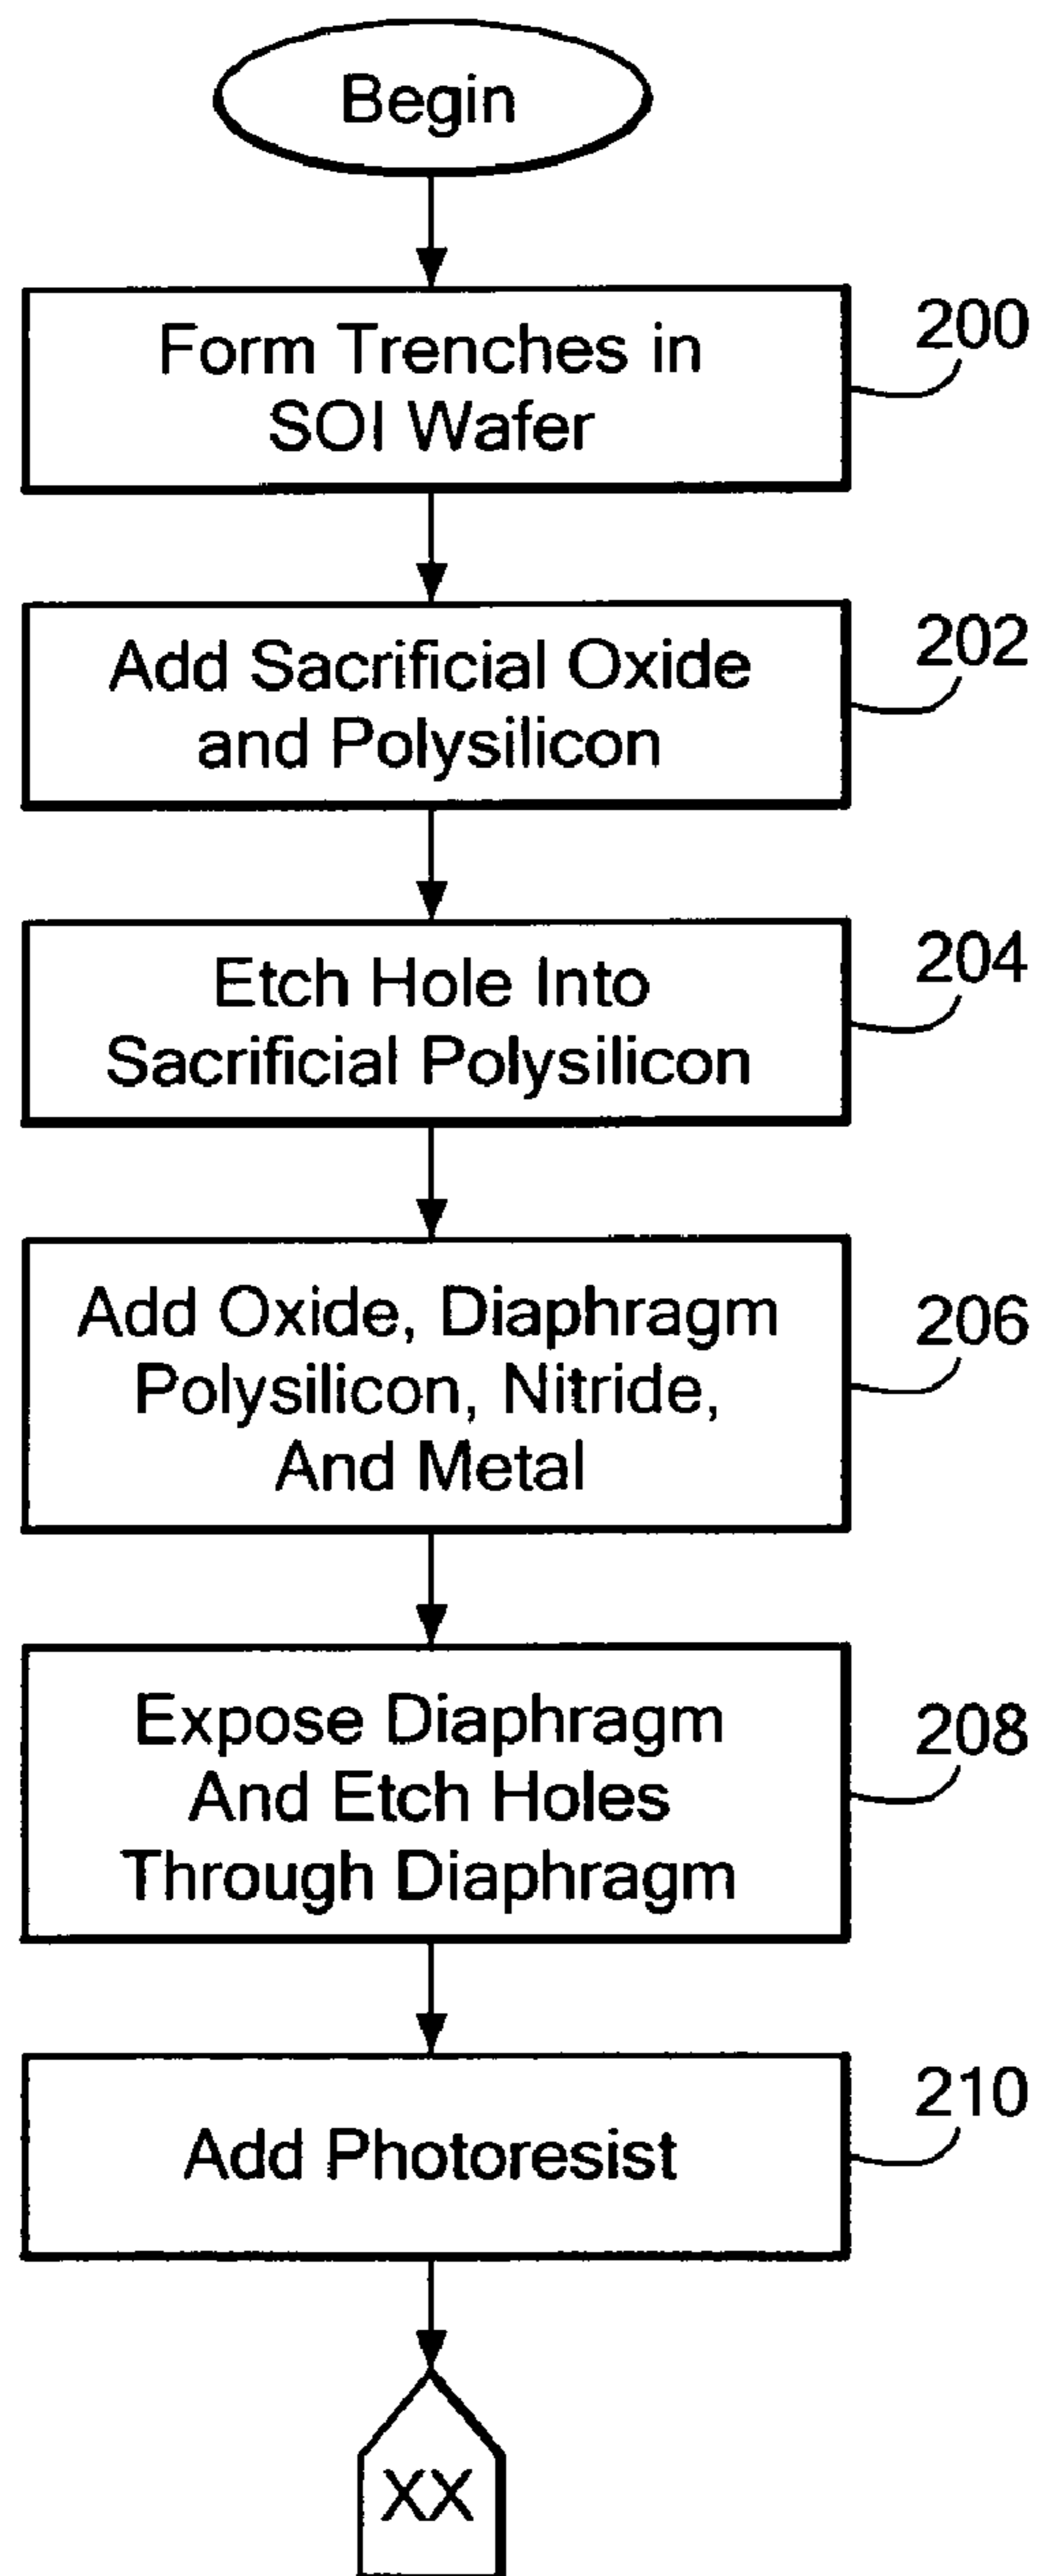 Begin
Form Trenches in
SOI Wafer
200
Add Sacrificial Oxide
and Polysilicon
202
Etch Hole Into
Sacrificial Polysilicon
204
Add Oxide, Diaphragm
Polysilicon, Nitride,
And Metal
206
Expose Diaphragm
And Etch Holes
Through Diaphragm
208
Add Photoresist
210
XX